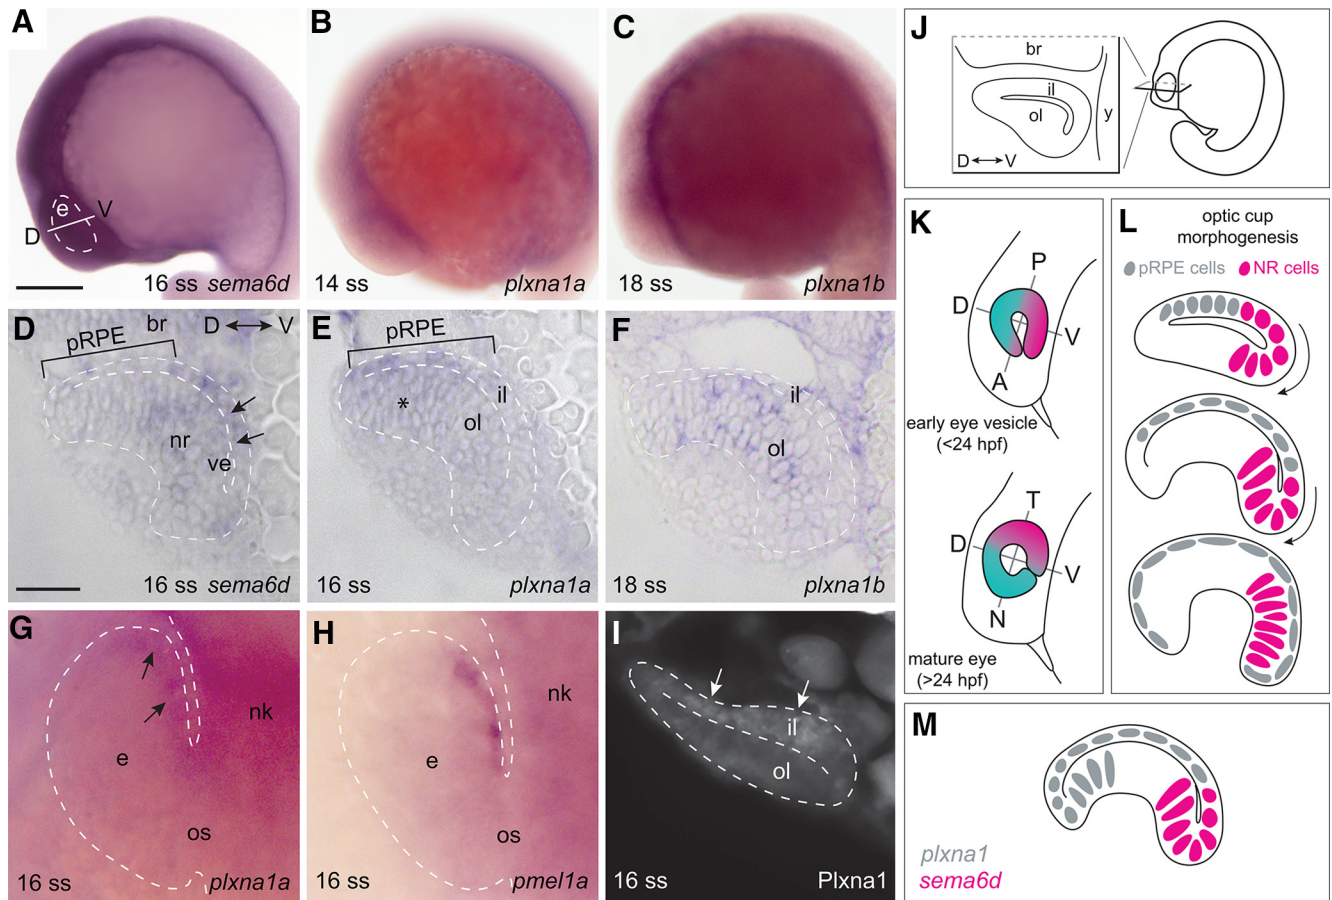 A
e
V
D
16 ss sema6d
B
14 ss
plxna1a
C
18 ss
plxna1b
D
br
D V
pRPE
nr
ve
16 ss sema6d
E
pRPE
il
*
ol
16 ss
plxna1a
F
il
ol
18 ss
plxna1b
G
nk
e
os
16 ss
plxna1a
H
nk
e
os
16 ss
pmel1a
I
il
ol
16 ss
Plxna1
J
br
il
ol
y
D V
K
P
D
V
A
early eye vesicle
(<24 hpf)
T
D
V
N
mature eye
(>24 hpf)
L
optic cup
morphogenesis
pRPE cells NR cells
M
plxna1
sema6d